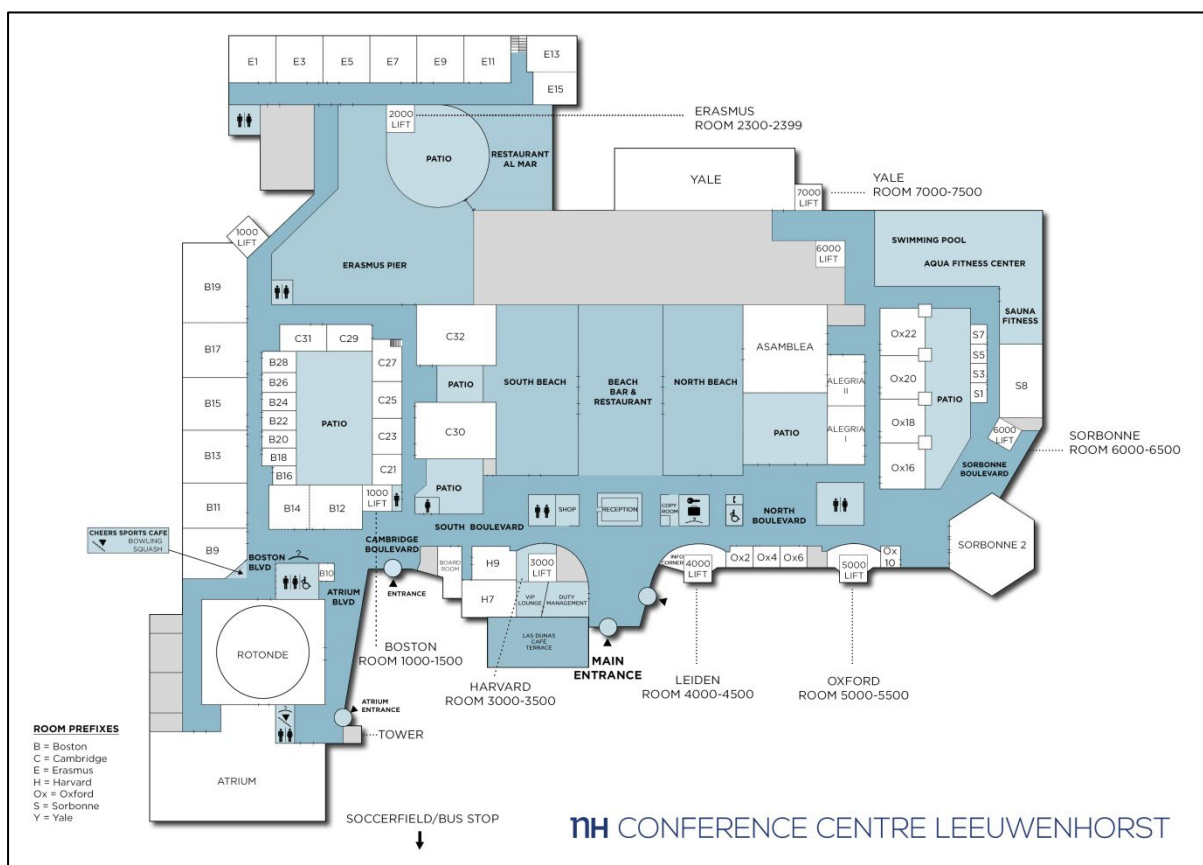 E1
E3
E5
E7
E9
E11
E13
E15
2000
LIFT
ERASMUS
ROOM 2300-2399
PATIO
RESTAURANT
AL MAR
YALE
7000
LIFT
YALE
ROOM 7000-7500
1000
LIFT
6000
LIFT
SWIMMING POOL
AQUA FITNESS CENTER
ERASMUS PIER
B19
B17
B15
B13
B11
B9
C31
C29
C32
SAUNA
FITNESS
B28
B26
B24
B22
B20
B18
B16
B14
B12
PATIO
C27
C25
C23
C21
1000
LIFT
PATIO
C30
PATIO
SOUTH BEACH
BEACH
BAR &
RESTAURANT
NORTH BEACH
ASAMBLEA
PATIO
ALEGRIA
II
ALEGRIA
I
Ox22
Ox20
Ox18
Ox16
PATIO
S7
S5
S3
S1
S8
6000
LIFT
SORBONNE
ROOM 6000-6500
SORBONNE
BOULEVARD
SHOP
RECEPTION
COPY
ROOM
NORTH
BOULEVARD
SOUTH BOULEVARD
CHEERS SPORTS CAFE
BOWLING
SQUASH
BOSTON
BLVD
CAMBRIDGE
BOULEVARD
B10
ATRIUM
BLVD
ENTRANCE
BOARD
ROOM
H9
H7
3000
LIFT
VIP
LOUNGE
DUTY
MANAGEMENT
LAS DUNAS
CAFÉ
TERRACE
INFO
CORNER
4000
LIFT
Ox2
Ox4
Ox6
5000
LIFT
Ox
10
SORBONNE 2
MAIN
ENTRANCE
ROTONDE
BOSTON
ROOM 1000-1500
HARVARD
ROOM 3000-3500
LEIDEN
ROOM 4000-4500
OXFORD
ROOM 5000-5500
ATRIUM
ENTRANCE
TOWER
ATRIUM
ROOM PREFIXES
B = Boston
C = Cambridge
E = Erasmus
H = Harvard
Ox = Oxford
S = Sorbonne
Y = Yale
SOCCERFIELD/BUS STOP
nH CONFERENCE CENTRE LEEUWENHORST